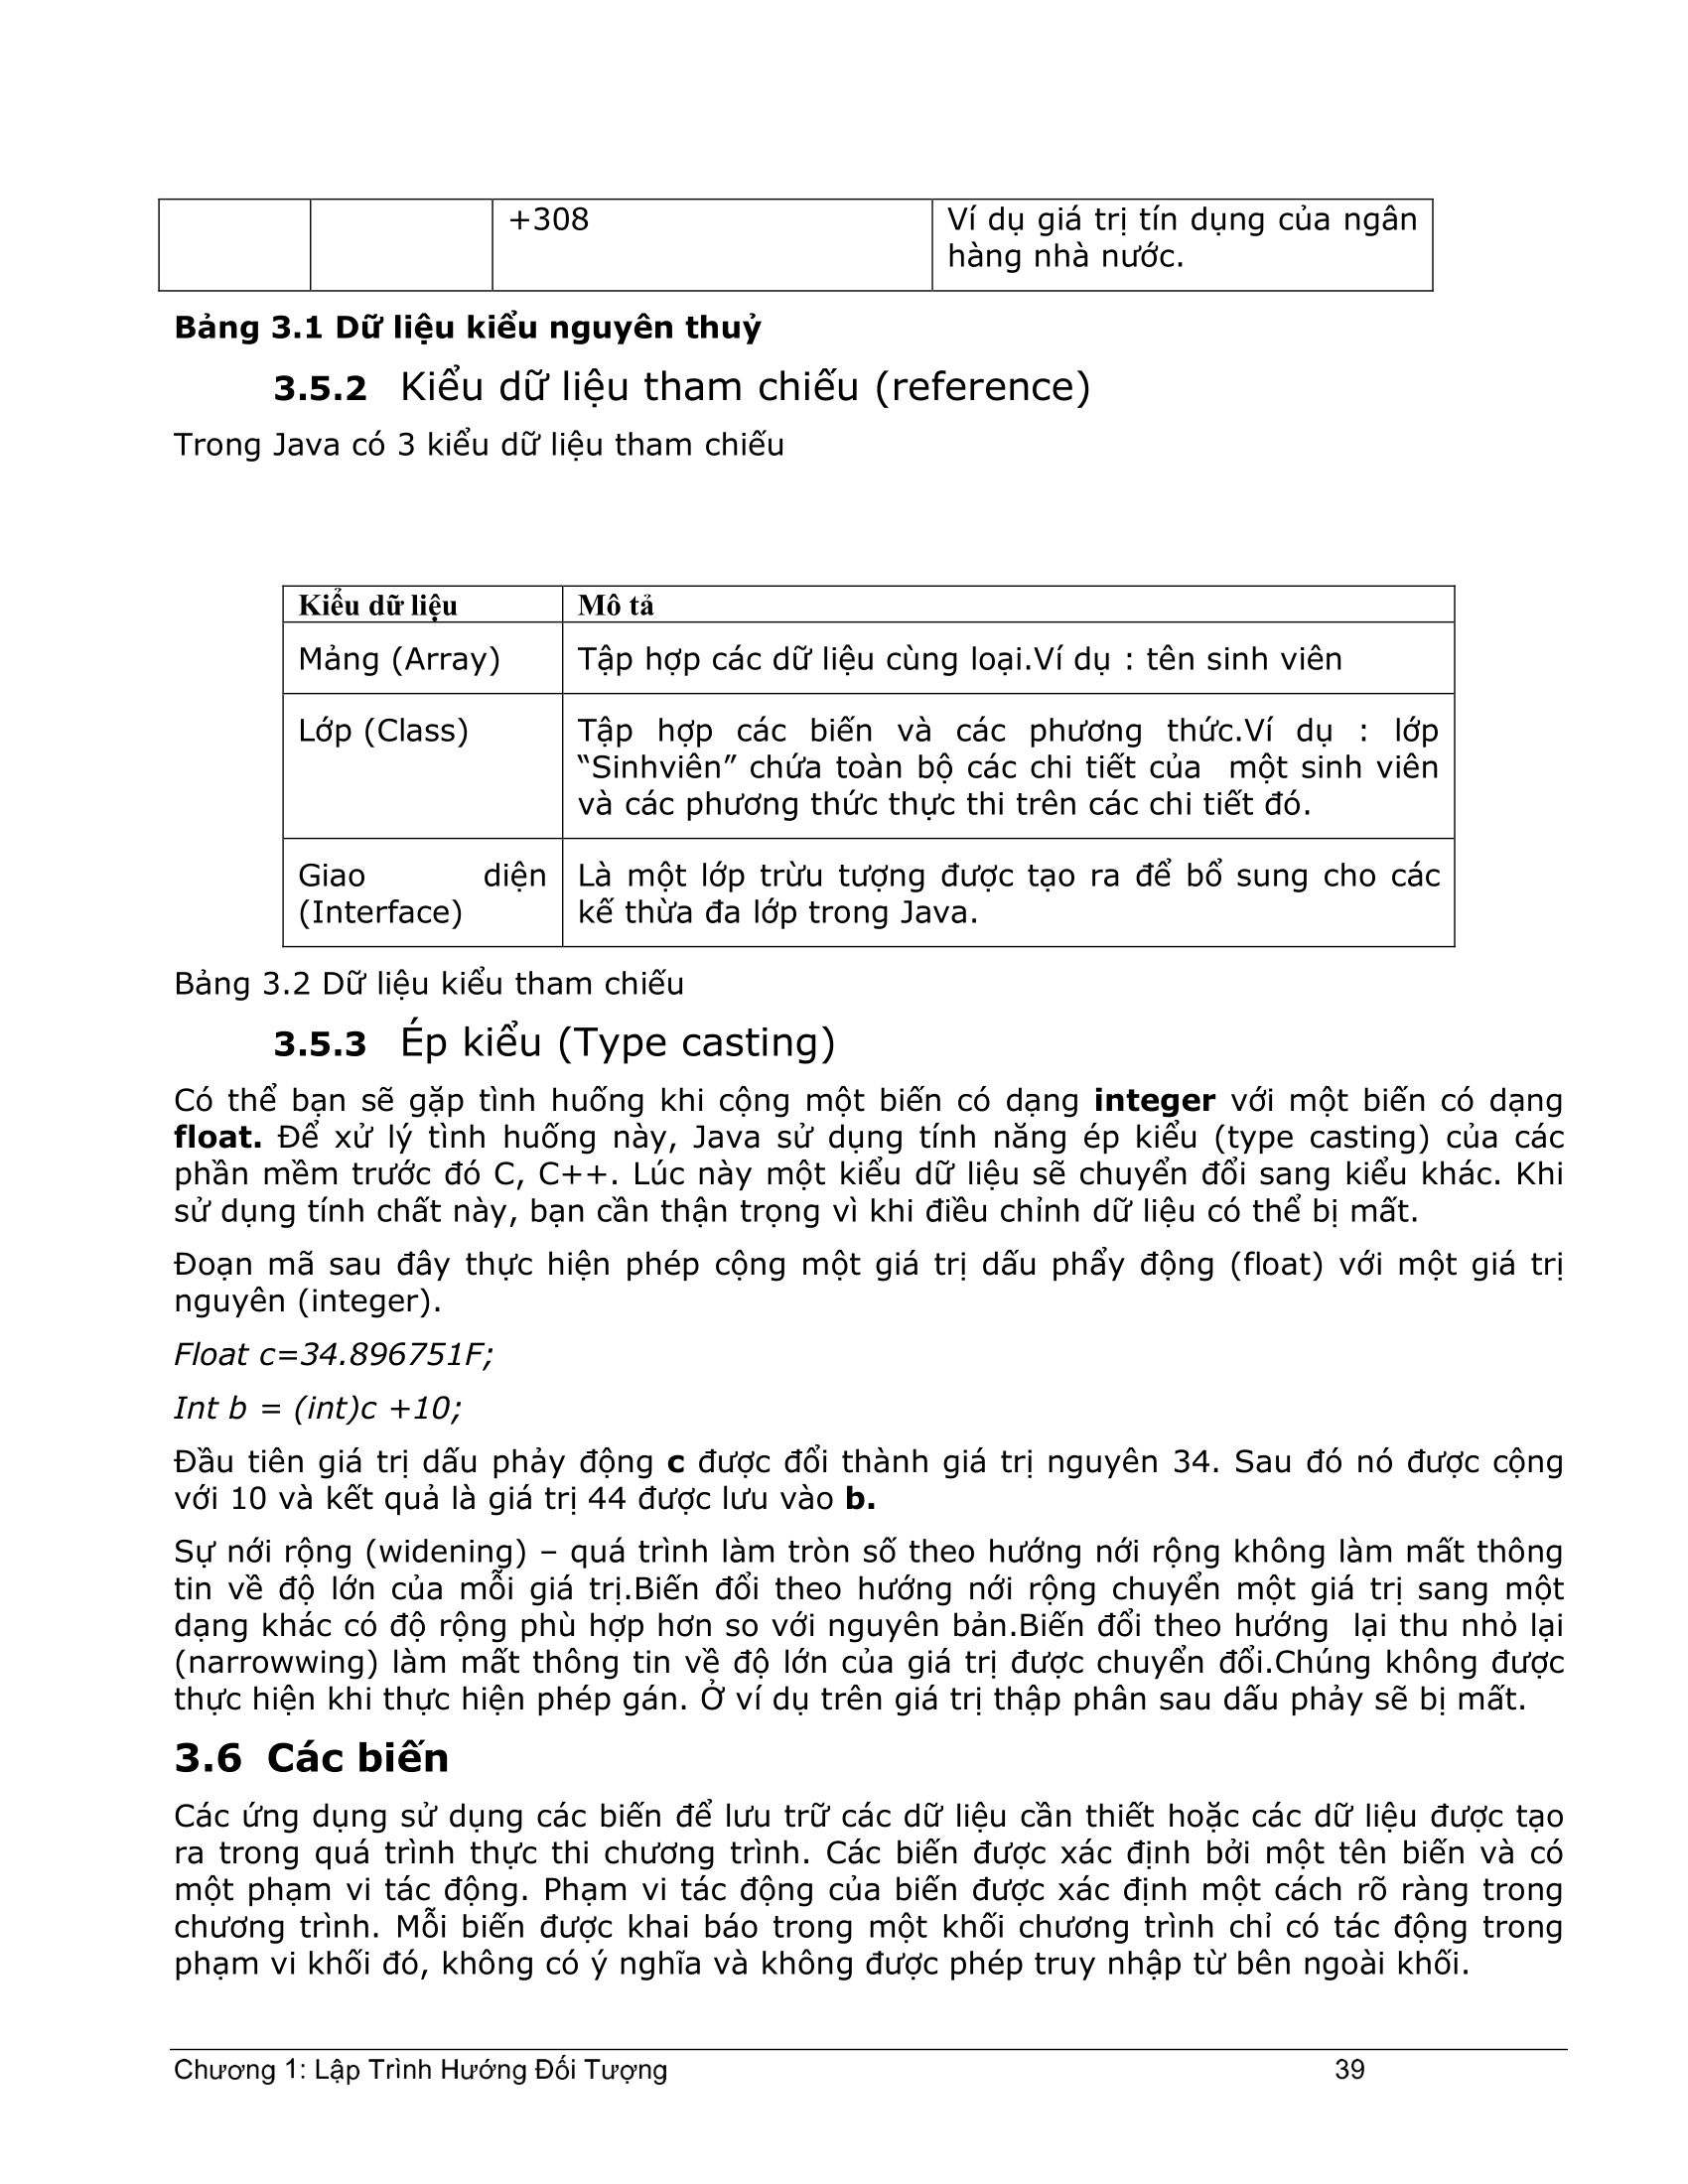 +308
Ví dụ giá trị tín dụng của ngân
hàng nhà nước.
Bảng 3.1 Dữ liệu kiểu nguyên thuỷ
3.5.2 Kiểu dữ liệu tham chiếu (reference)
Trong Java có 3 kiểu dữ liệu tham chiếu
Kiểu dữ liệu
Mô tả
Mảng (Array)
Tập hợp các dữ liệu cùng loại.Ví dụ : tên sinh viên
Lớp (Class)
Tập hợp các biến và các phương thức.Ví dụ : lớp
“Sinhviên” chứa toàn bộ các chi tiết của một sinh viên
và các phương thức thực thi trên các chi tiết đó.
Giao diện
(Interface)
Là một lớp trừu tượng được tạo ra để bổ sung cho các
kế thừa đa lớp trong Java.
Bảng 3.2 Dữ liệu kiểu tham chiếu
3.5.3 Ép kiểu (Type casting)
Có thể bạn sẽ gặp tình huống khi cộng một biến có dạng integer với một biến có dạng
float. Để xử lý tình huống này, Java sử dụng tính năng ép kiểu (type casting) của các
phần mềm trước đó C, C++. Lúc này một kiểu dữ liệu sẽ chuyển đổi sang kiểu khác. Khi
sử dụng tính chất này, bạn cần thận trọng vì khi điều chỉnh dữ liệu có thể bị mất.
Đoạn mã sau đây thực hiện phép cộng một giá trị dấu phẩy động (float) với một giá trị
nguyên (integer).
Float c=34.896751F;
Int b = (int)c +10;
Đầu tiên giá trị dấu phảy động c được đổi thành giá trị nguyên 34. Sau đó nó được cộng
với 10 và kết quả là giá trị 44 được lưu vào b.
Sự nới rộng (widening) – quá trình làm tròn số theo hướng nới rộng không làm mất thông
tin về độ lớn của mỗi giá trị.Biến đổi theo hướng nới rộng chuyển một giá trị sang một
dạng khác có độ rộng phù hợp hơn so với nguyên bản.Biến đổi theo hướng lại thu nhỏ lại
(narrowwing) làm mất thông tin về độ lớn của giá trị được chuyển đổi.Chúng không được
thực hiện khi thực hiện phép gán. Ở ví dụ trên giá trị thập phân sau dấu phảy sẽ bị mất.
3.6 Các biến
Các ứng dụng sử dụng các biến để lưu trữ các dữ liệu cần thiết hoặc các dữ liệu được tạo
ra trong quá trình thực thi chương trình. Các biến được xác định bởi một tên biến và có
một phạm vi tác động. Phạm vi tác động của biến được xác định một cách rõ ràng trong
chương trình. Mỗi biến được khai báo trong một khối chương trình chỉ có tác động trong
phạm vi khối đó, không có ý nghĩa và không được phép truy nhập từ bên ngoài khối.
Chương 1: Lập Trình Hướng Đối Tượng 39